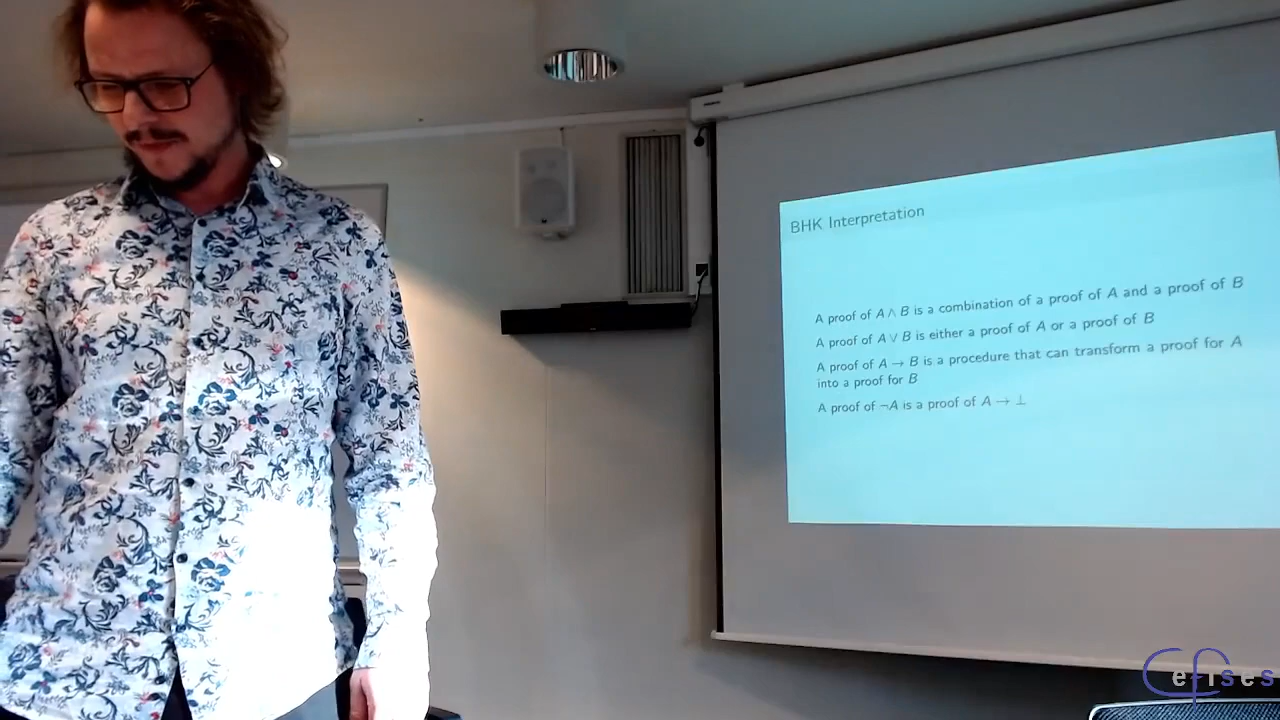 BHK Interpretation
A proof of A ∧ B is a combination of a proof of A and a proof of B
A proof of A ∨ B is either a proof of A or a proof of B
A proof of A → B is a procedure that can transform a proof for A
into a proof for B
A proof of ¬A is a proof of A → ⊥
Cefises